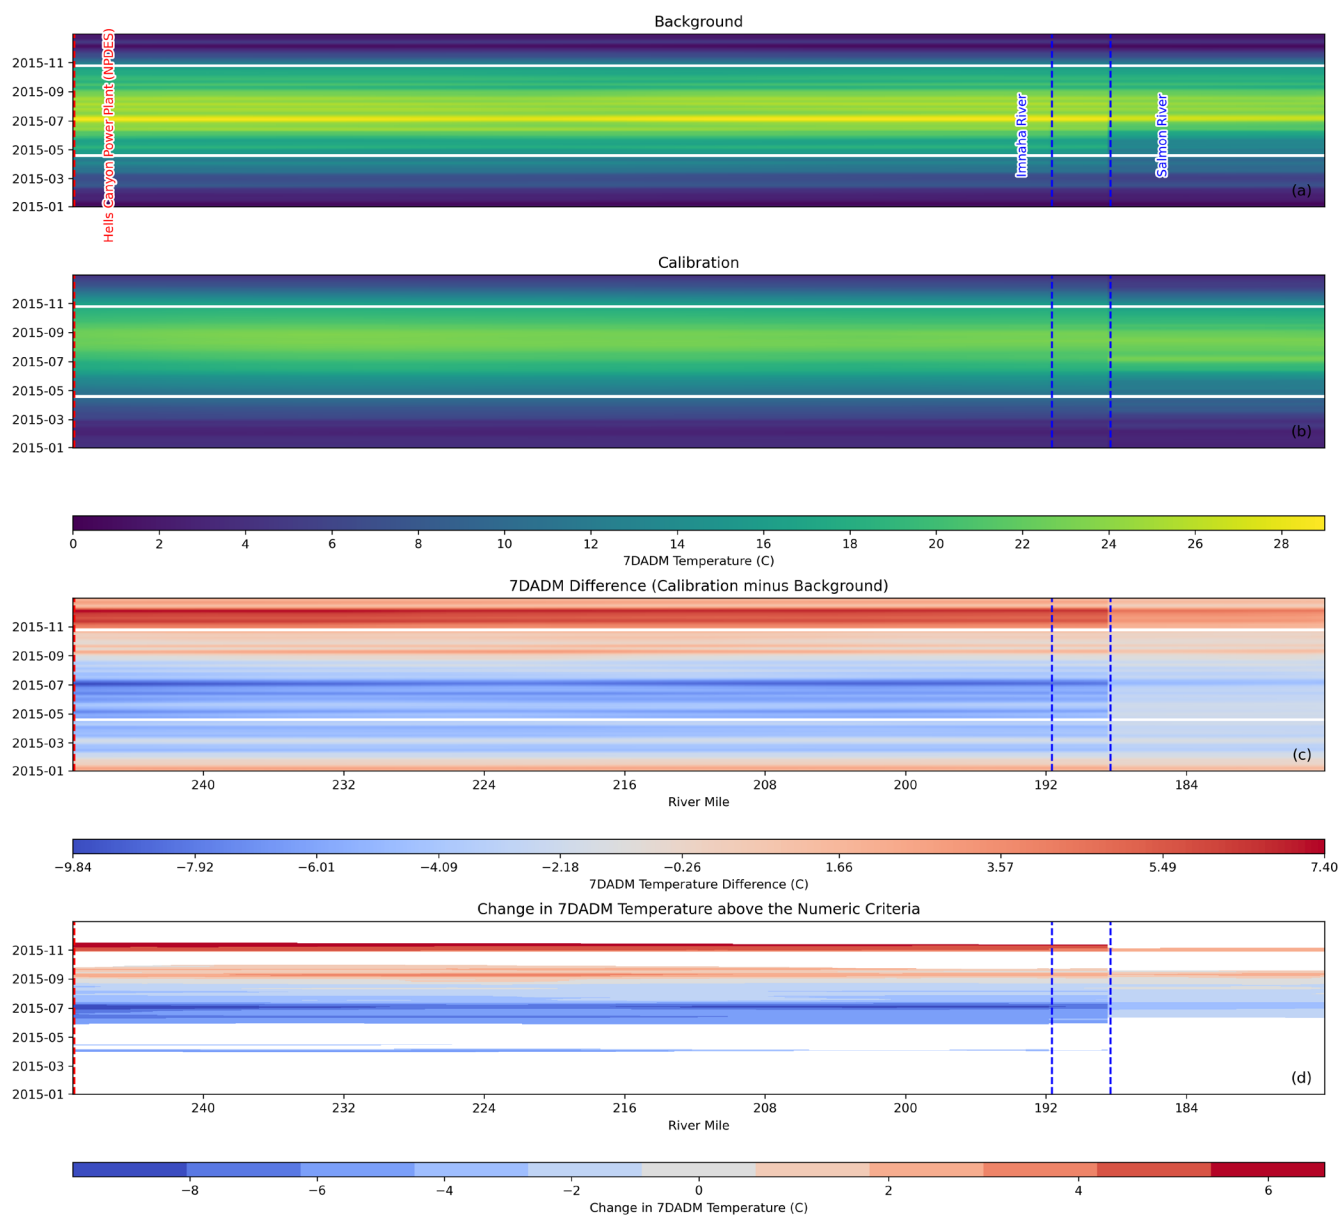 Background
2015-11
2015-09
2015-07
2015-05
2015-03
2015-01
Hells Canyon Power Plant (NPDES)
Imnaha River
Salmon River
(a)
Calibration
2015-11
2015-09
2015-07
2015-05
2015-03
2015-01
(b)
0 2 4 6 8 10 12 14 16 18 20 22 24 26 28
7DADM Temperature (C)
7DADM Difference (Calibration minus Background)
2015-11
2015-09
2015-07
2015-05
2015-03
2015-01
(c)
240 232 224 216 208 200 192 184
River Mile
−9.84 −7.92 −6.01 −4.09 −2.18 −0.26 1.66 3.57 5.49 7.40
7DADM Temperature Difference (C)
Change in 7DADM Temperature above the Numeric Criteria
2015-11
2015-09
2015-07
2015-05
2015-03
2015-01
(d)
240 232 224 216 208 200 192 184
River Mile
−8 −6 −4 −2 0 2 4 6
Change in 7DADM Temperature (C)